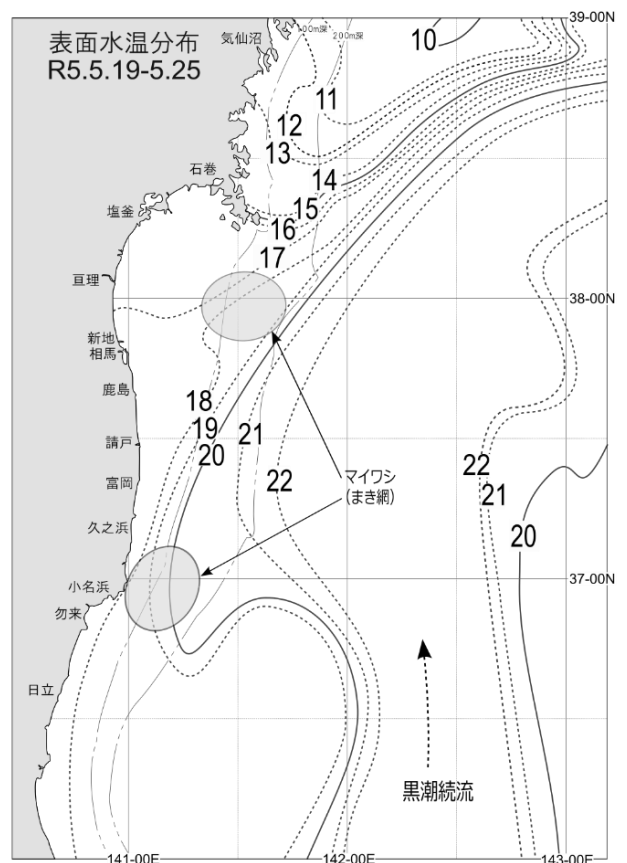 表面水温分布
R5.5.19-5.25
気仙沼
100m深
200m深
39-00N
10
11
12
13
石巻
14
15
塩釜
16
17
亘理
38-00N
新地
相馬
鹿島
18
19
20
21
請戸
22
富岡
マイワシ
(まき網)
22
21
20
久之浜
37-00N
小名浜
勿来
日立
黒潮続流
141-00E
142-00E
143-00E